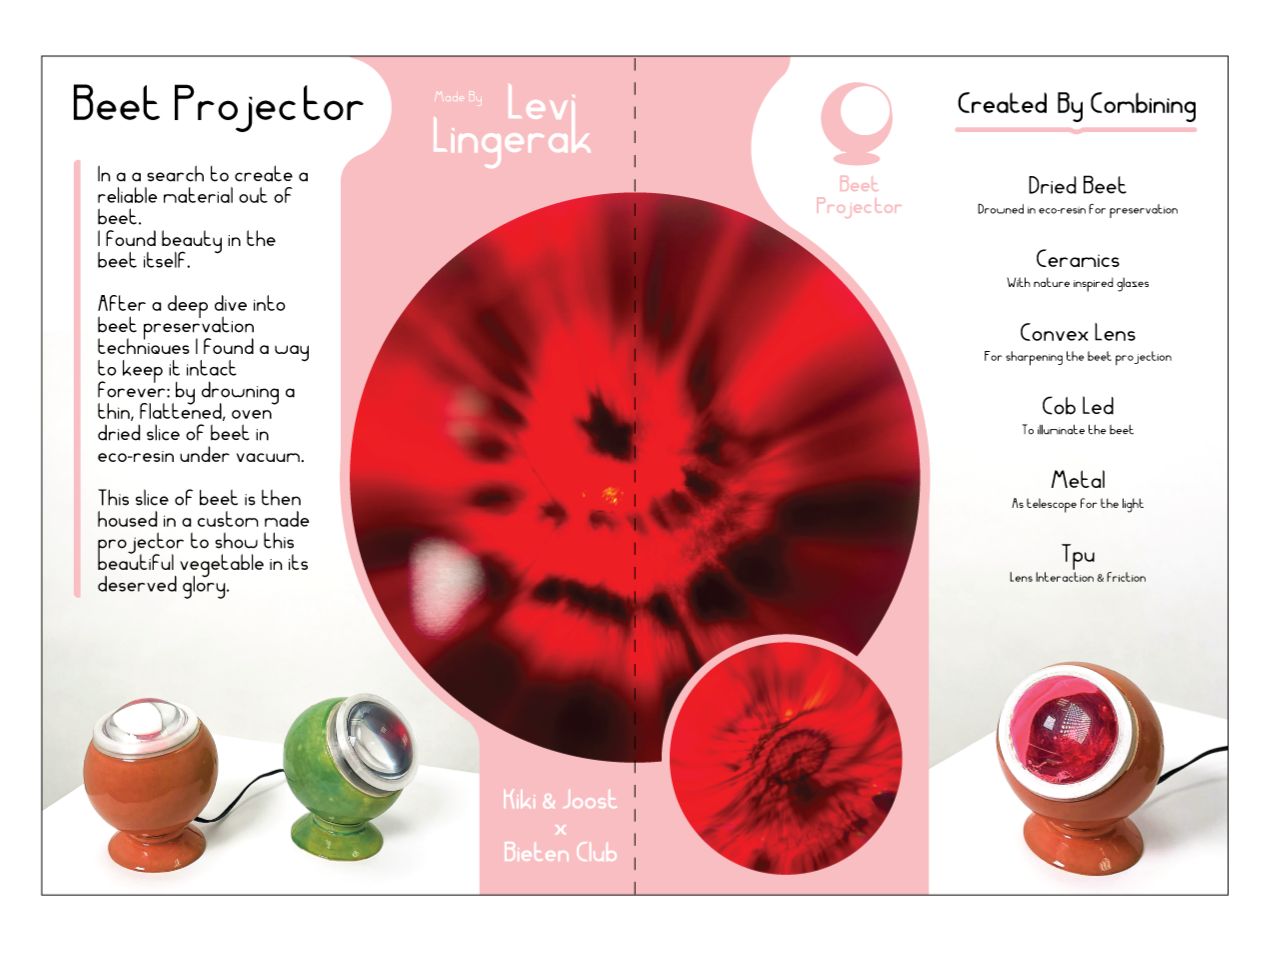 Beet Projector
In a a search to create a
reliable material out of
beet.
I found beauty in the
beet itself.
After a deep dive into
beet preservation
techniques I found a way
to keep it intact
forever: by drowning a
thin, flattened, oven
dried slice of beet in
eco-resin under vacuum.
This slice of beet is then
housed in a custom made
projector to show this
beautiful vegetable in its
deserved glory.
Made By Levi
Lingerak
Kiki & Joost
x
Bieten Club
Beet
Projector
Created By Combining
Dried Beet
Drowned in eco-resin for preservation
Ceramics
With nature inspired glazes
Convex Lens
For sharpening the beet projection
Cob Led
To illuminate the beet
Metal
As telescope for the light
Tpu
Lens Interaction & friction